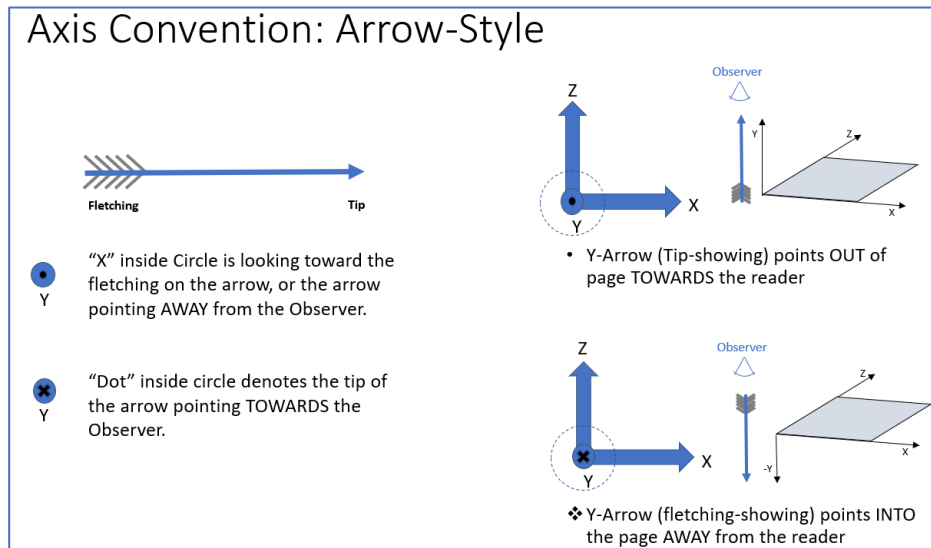 Axis Convention: Arrow-Style
Fletching
Tip
Y
“X” inside Circle is looking toward the
fletching on the arrow, or the arrow
pointing AWAY from the Observer.
Y
“Dot” inside circle denotes the tip of
the arrow pointing TOWARDS the
Observer.
Z
X
Y
Observer
Y
Z
X
• Y-Arrow (Tip-showing) points OUT of
page TOWARDS the reader
Z
X
Y
Observer
Z
X
-Y
❖ Y-Arrow (fletching-showing) points INTO
the page AWAY from the reader